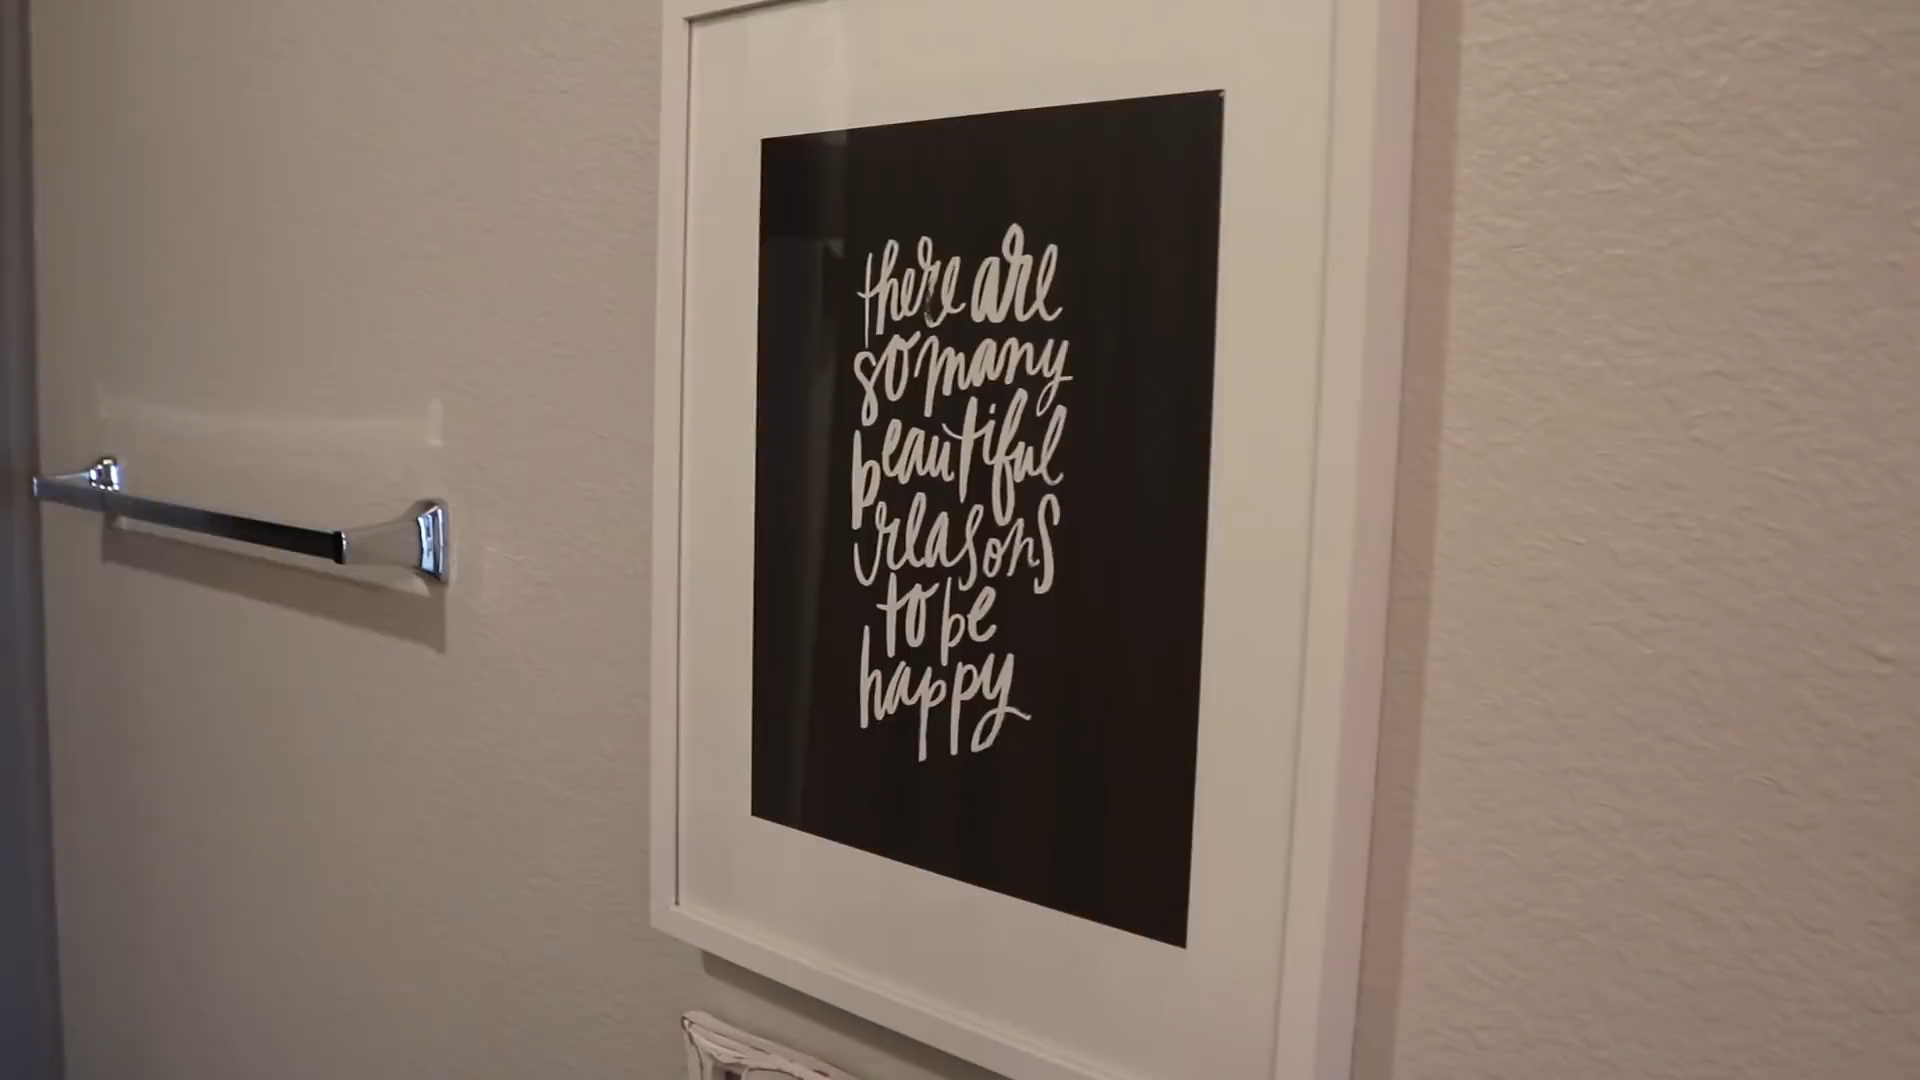 there are
so many
beautiful
reasons
to be
happy